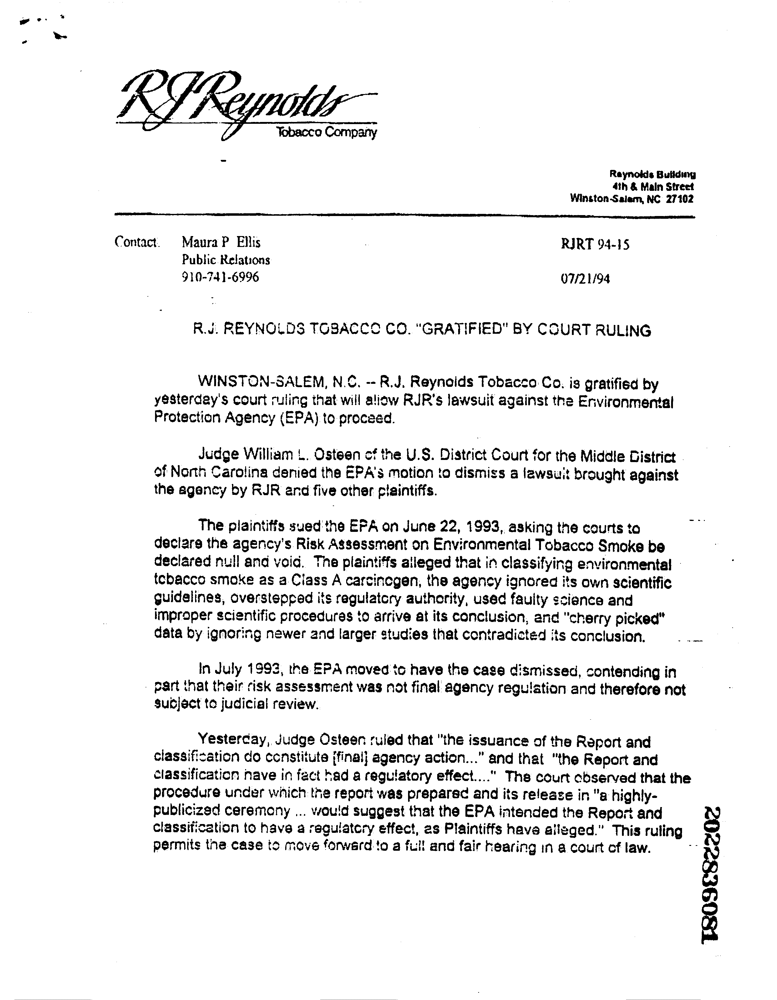 RJReynolds
Tobacco Company
Reynolds Building
4th & Main Street
Winston-Salem, NC 27102
Contact: Maura P Ellis RJRT 94-15
Public Relations
910-741-6996 07/21/94
R.J. REYNOLDS TOBACCO CO. "GRATIFIED" BY COURT RULING
WINSTON-SALEM, N.C. -- R.J. Reynolds Tobacco Co. is gratified by
yesterday's court ruling that will allow RJR's lawsuit against the Environmental
Protection Agency (EPA) to proceed.
Judge William L. Osteen of the U.S. District Court for the Middle District
of North Carolina denied the EPA's motion to dismiss a lawsuit brought against
the agency by RJR and five other plaintiffs.
The plaintiffs sued the EPA on June 22, 1993, asking the courts to
declare the agency's Risk Assessment on Environmental Tobacco Smoke be
declared null and void. The plaintiffs alleged that in classifying environmental
tobacco smoke as a Class A carcinogen, the agency ignored its own scientific
guidelines, overstepped its regulatory authority, used faulty science and
improper scientific procedures to arrive at its conclusion, and "cherry picked"
data by ignoring newer and larger studies that contradicted its conclusion.
In July 1993, the EPA moved to have the case dismissed, contending in
part that their risk assessment was not final agency regulation and therefore not
subject to judicial review.
Yesterday, Judge Osteen ruled that "the issuance of the Report and
classification do constitute [final] agency action..." and that "the Report and
classification have in fact had a regulatory effect...." The court observed that the
procedure under which the report was prepared and its release in "a highly-
publicized ceremony ... would suggest that the EPA intended the Report and
classification to have a regulatory effect, as Plaintiffs have alleged." This ruling
permits the case to move forward to a full and fair hearing in a court of law.
2022836081